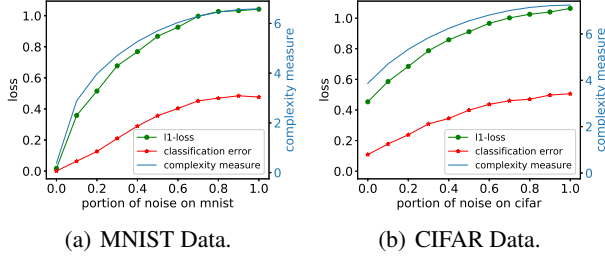 1.0
0.8
0.6
0.4
0.2
0.0
loss
6
4
2
0
complexity measure
l1-loss
classification error
complexity measure
0.0 0.2 0.4 0.6 0.8 1.0
portion of noise on mnist
(a) MNIST Data.
1.0
0.8
0.6
0.4
0.2
0.0
loss
6
4
2
0
complexity measure
l1-loss
classification error
complexity measure
0.0 0.2 0.4 0.6 0.8 1.0
portion of noise on cifar
(b) CIFAR Data.